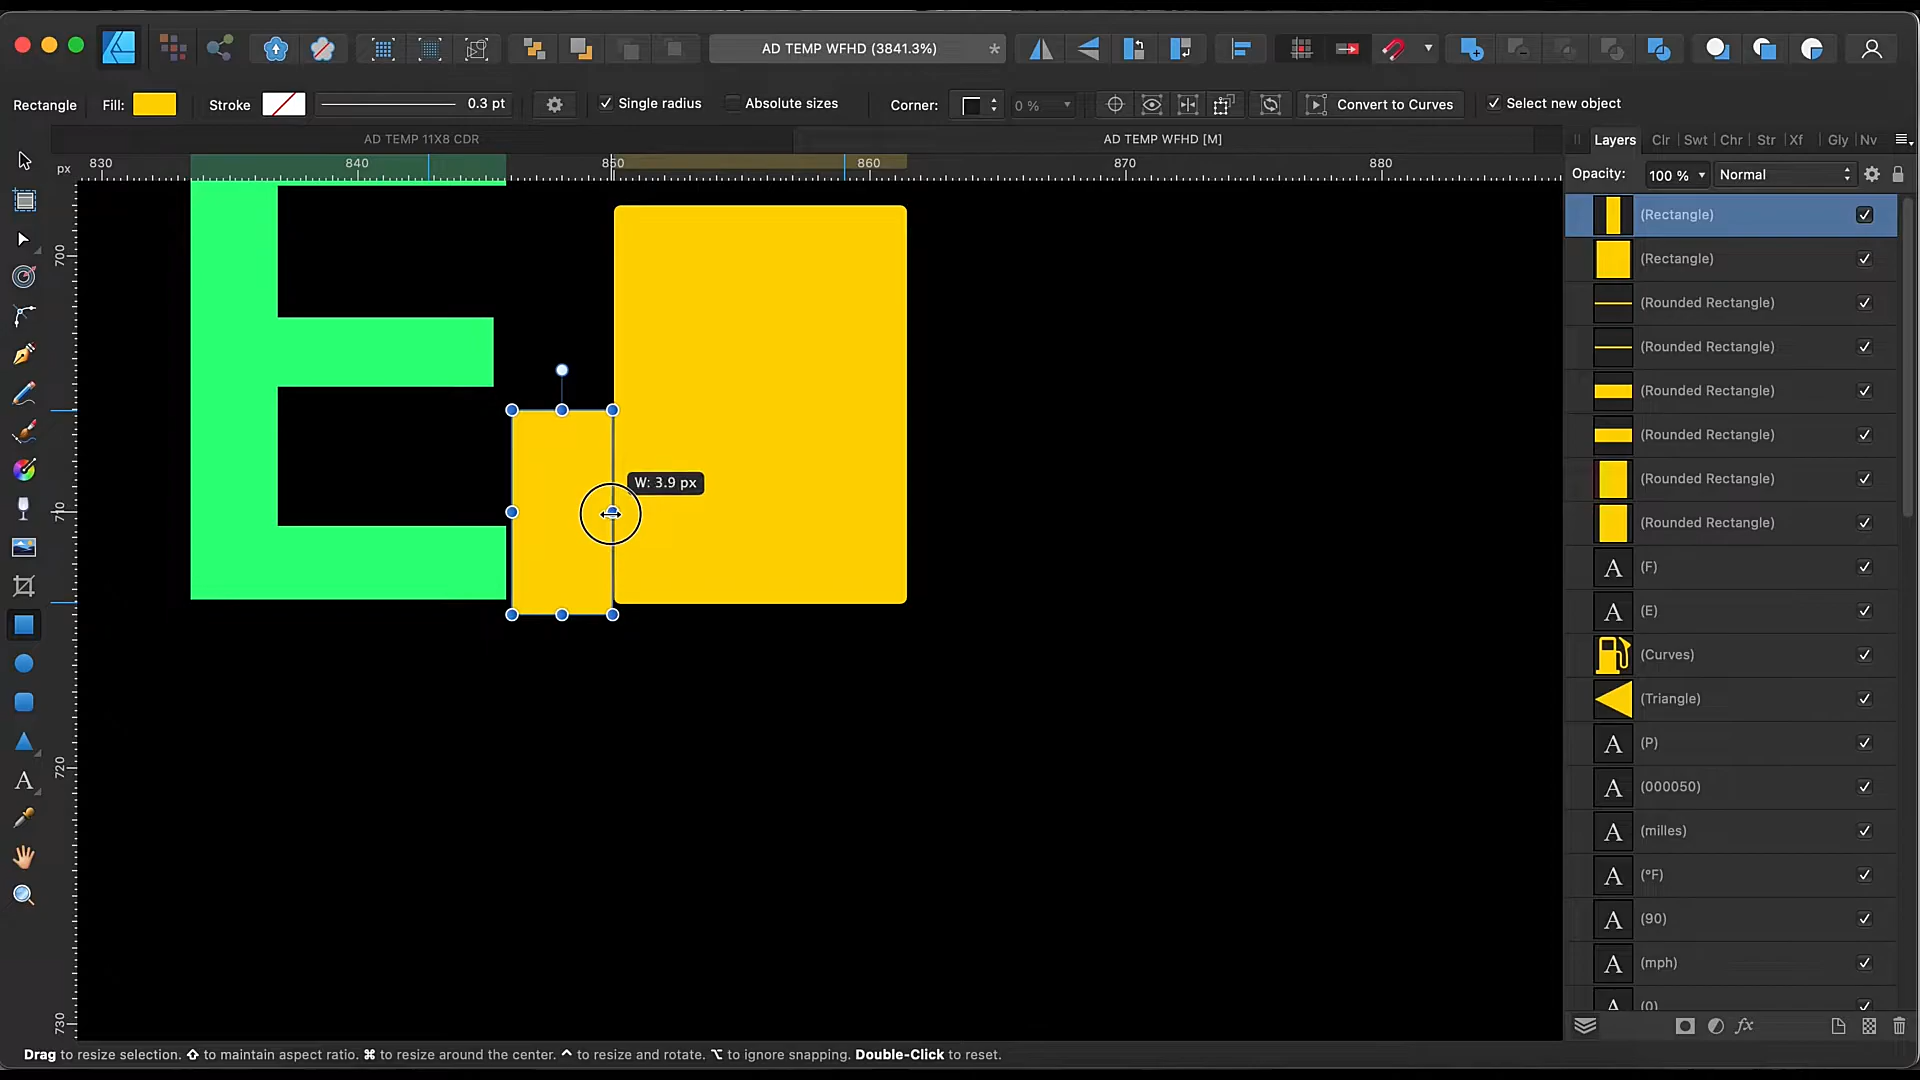 AD TEMP WFHD (3841.3%) *
Rectangle Fill: Stroke 0.3 pt Single radius Absolute sizes Corner: 0 % Convert to Curves Select new object
AD TEMP 11X8 CDR AD TEMP WFHD [M]
Layers Clr Swt Chr Str Xf Gly Nv
px 830 840 850 860 870 880
Opacity: 100 % Normal
(Rectangle)
(Rectangle)
(Rounded Rectangle)
(Rounded Rectangle)
(Rounded Rectangle)
(Rounded Rectangle)
(Rounded Rectangle)
(Rounded Rectangle)
A (F)
A (E)
(Curves)
(Triangle)
A (P)
A (000050)
A (milles)
A (ºF)
A (90)
A (mph)
A (0)
700
710
720
730
E
W: 3.9 px
A
fx
Drag to resize selection. ⇧ to maintain aspect ratio. ⌘ to resize around the center. ^ to resize and rotate. ⌥ to ignore snapping. Double-Click to reset.